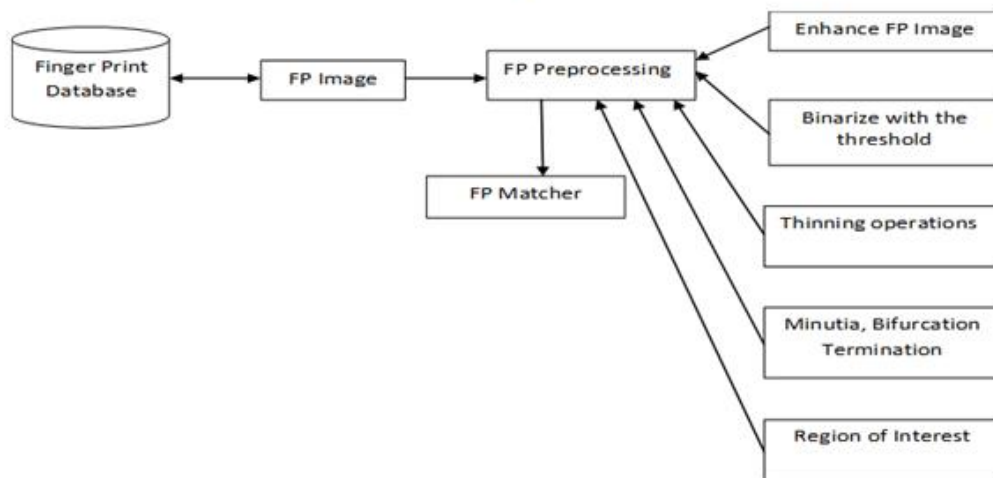 Finger Print
Database
FP Image
FP Preprocessing
FP Matcher
Enhance FP Image
Binarize with the
threshold
Thinning operations
Minutia, Bifurcation
Termination
Region of Interest